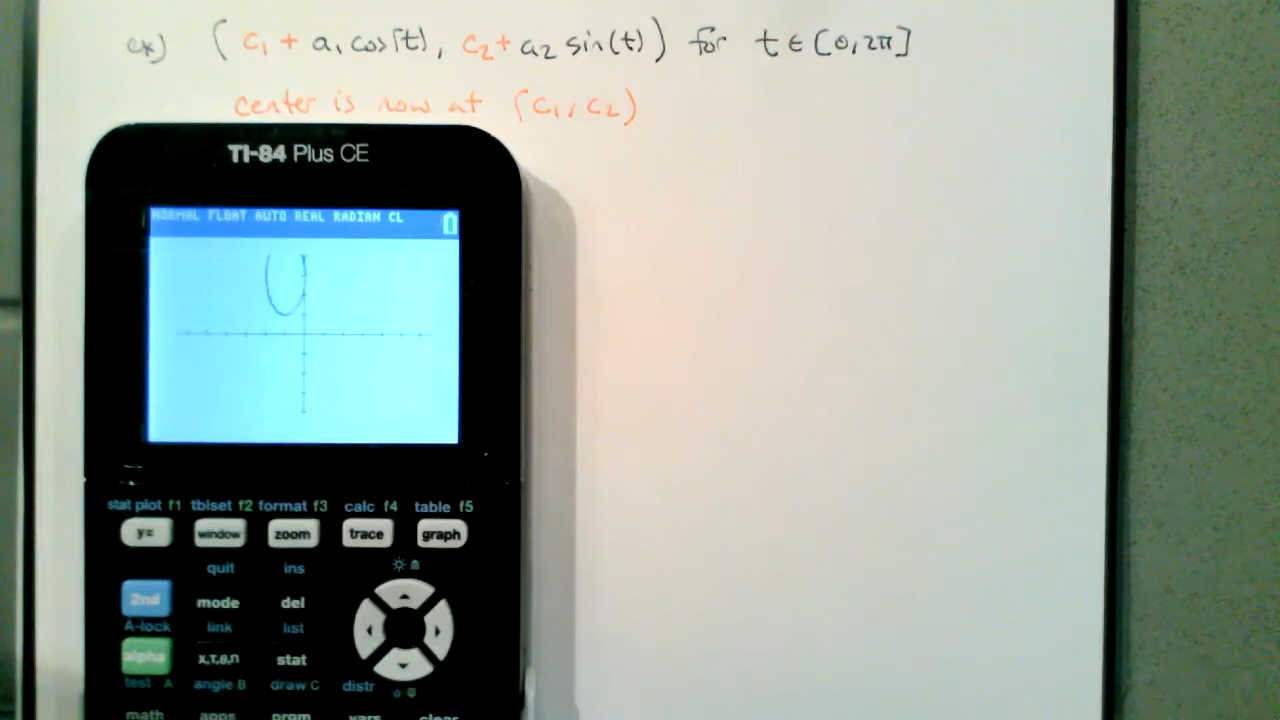 ex) (c₁ + a₁ cos(t), c₂ + a₂ sin(t)) for t ∈ [0, 2π]
center is now at (c₁, c₂)
TI-84 Plus CE
NORMAL FLOAT AUTO REAL RADIAN CL
stat plot f1 tblset f2 format f3 calc f4 table f5
y= window zoom trace graph
quit ins
2nd mode del
A-lock link list
alpha X,T,θ,n stat
test A angle B draw C distr
math apps prgm vars clear